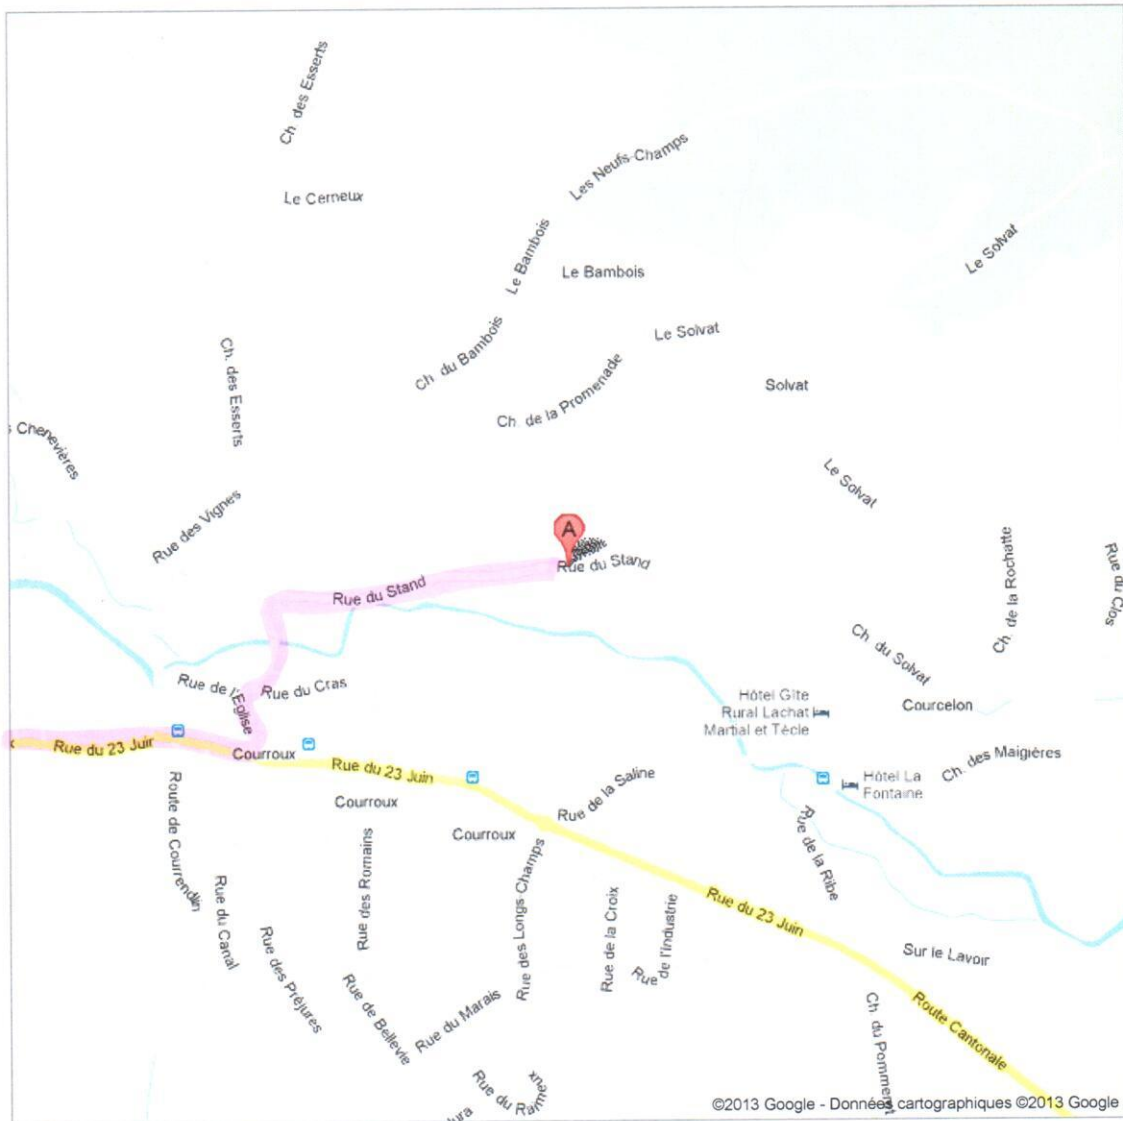 Ch. des Esserts
Les Neufs-Champs
Le Cerneux
Le Bambois
Le Bambois
Le Solvat
Le Solvat
Ch. du Bambois
Ch. des Esserts
Ch. de la Promenade
Solvat
s Chenevières
Le Solvat
Rue des Vignes
A
Rue du Stand
Rue du Stand
Ch. de la Rochatte
Rue du Clos
Ch. du Solvat
Rue de l'Eglise
Rue du Cras
Hôtel Gîte
Rural Lachat
Martial et Técle
Courcelon
x
Rue du 23 Juin
Courroux
Rue du 23 Juin
Ch. des Maigières
Hôtel La
Fontaine
Rue de la Saline
Courroux
Courroux
Route de Courrendlin
Rue des Romains
Rue des Longs-Champs
Rue de la Ribe
Rue du Canal
Rue de la Croix
Rue de l'Industrie
Rue du 23 Juin
Rue des Préjures
Sur le Lavoir
Rue de Bellevie
Rue du Marais
Ch. du Pommeret
Route Cantonale
Rue du Raimeux
Jura
©2013 Google - Données cartographiques ©2013 Google